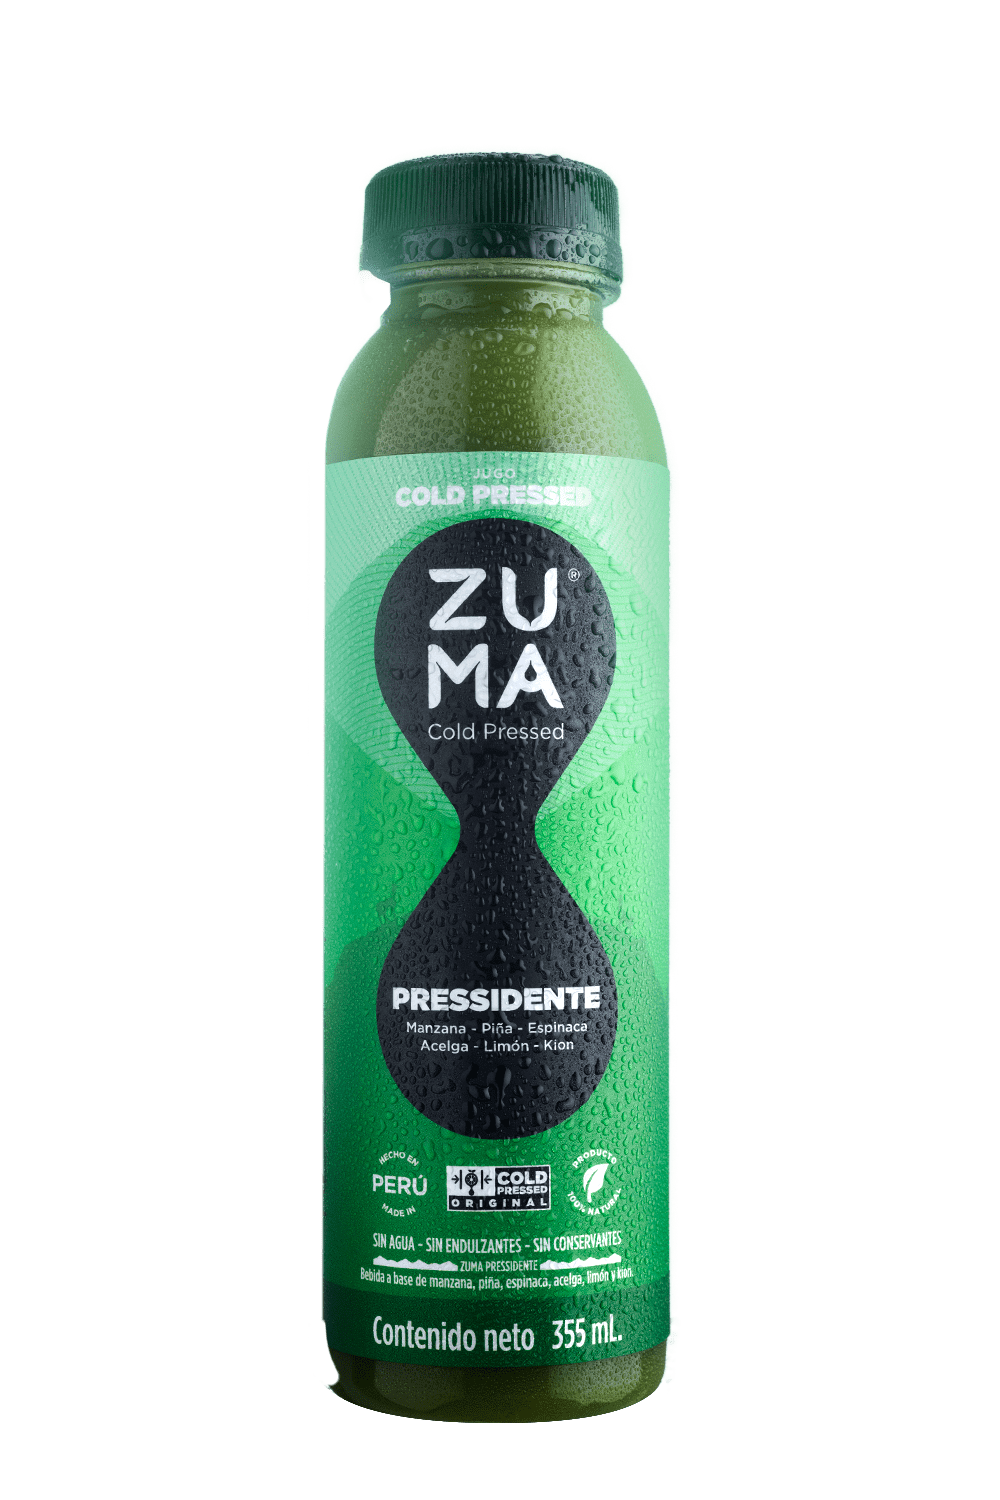 JUGO
COLD PRESSED
ZU®
MA
Cold Pressed
PRESSIDENTE
Manzana - Piña - Espinaca
Acelga - Limón - Kion
HECHO EN
PERÚ
MADE IN
COLD
PRESSED
ORIGINAL
PRODUCTO
100% NATURAL
SIN AGUA - SIN ENDULZANTES - SIN CONSERVANTES
ZUMA PRESSIDENTE
Bebida a base de manzana, piña, espinaca, acelga, limón y kion.
Contenido neto 355 mL.